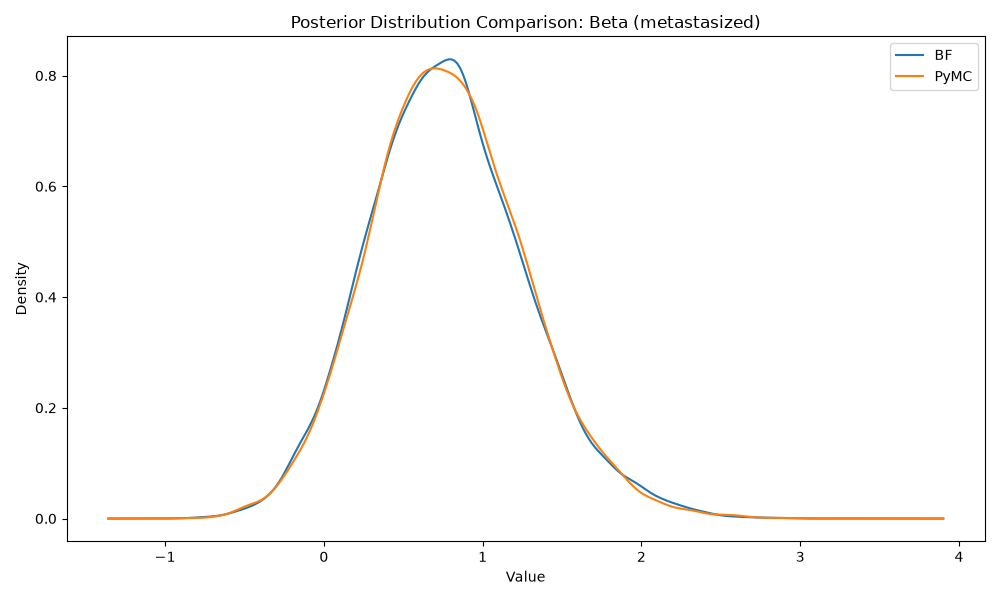 Posterior Distribution Comparison: Beta (metastasized)
BF
PyMC
Density
0.8
0.6
0.4
0.2
0.0
−1
0
1
2
3
4
Value